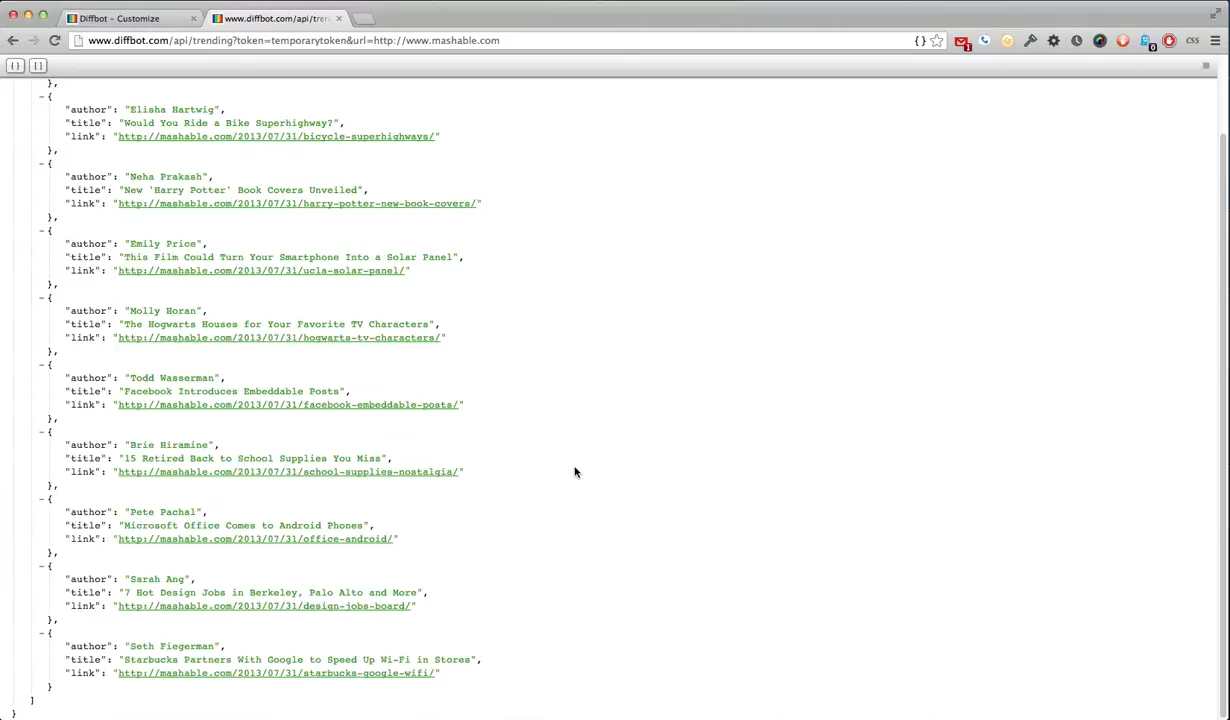 Diffbot - Customize
www.diffbot.com/api/tren
www.diffbot.com/api/trending?token=temporarytoken&url=http://www.mashable.com
{}
1
0
CSS
{} []
},
- {
"author": "Elisha Hartwig",
"title": "Would You Ride a Bike Superhighway?",
"link": "http://mashable.com/2013/07/31/bicycle-superhighways/"
},
- {
"author": "Neha Prakash",
"title": "New 'Harry Potter' Book Covers Unveiled",
"link": "http://mashable.com/2013/07/31/harry-potter-new-book-covers/"
},
- {
"author": "Emily Price",
"title": "This Film Could Turn Your Smartphone Into a Solar Panel",
"link": "http://mashable.com/2013/07/31/ucla-solar-panel/"
},
- {
"author": "Molly Horan",
"title": "The Hogwarts Houses for Your Favorite TV Characters",
"link": "http://mashable.com/2013/07/31/hogwarts-tv-characters/"
},
- {
"author": "Todd Wasserman",
"title": "Facebook Introduces Embeddable Posts",
"link": "http://mashable.com/2013/07/31/facebook-embeddable-posts/"
},
- {
"author": "Brie Hiramine",
"title": "15 Retired Back to School Supplies You Miss",
"link": "http://mashable.com/2013/07/31/school-supplies-nostalgia/"
},
- {
"author": "Pete Pachal",
"title": "Microsoft Office Comes to Android Phones",
"link": "http://mashable.com/2013/07/31/office-android/"
},
- {
"author": "Sarah Ang",
"title": "7 Hot Design Jobs in Berkeley, Palo Alto and More",
"link": "http://mashable.com/2013/07/31/design-jobs-board/"
},
- {
"author": "Seth Fiegerman",
"title": "Starbucks Partners With Google to Speed Up Wi-Fi in Stores",
"link": "http://mashable.com/2013/07/31/starbucks-google-wifi/"
}
]
}